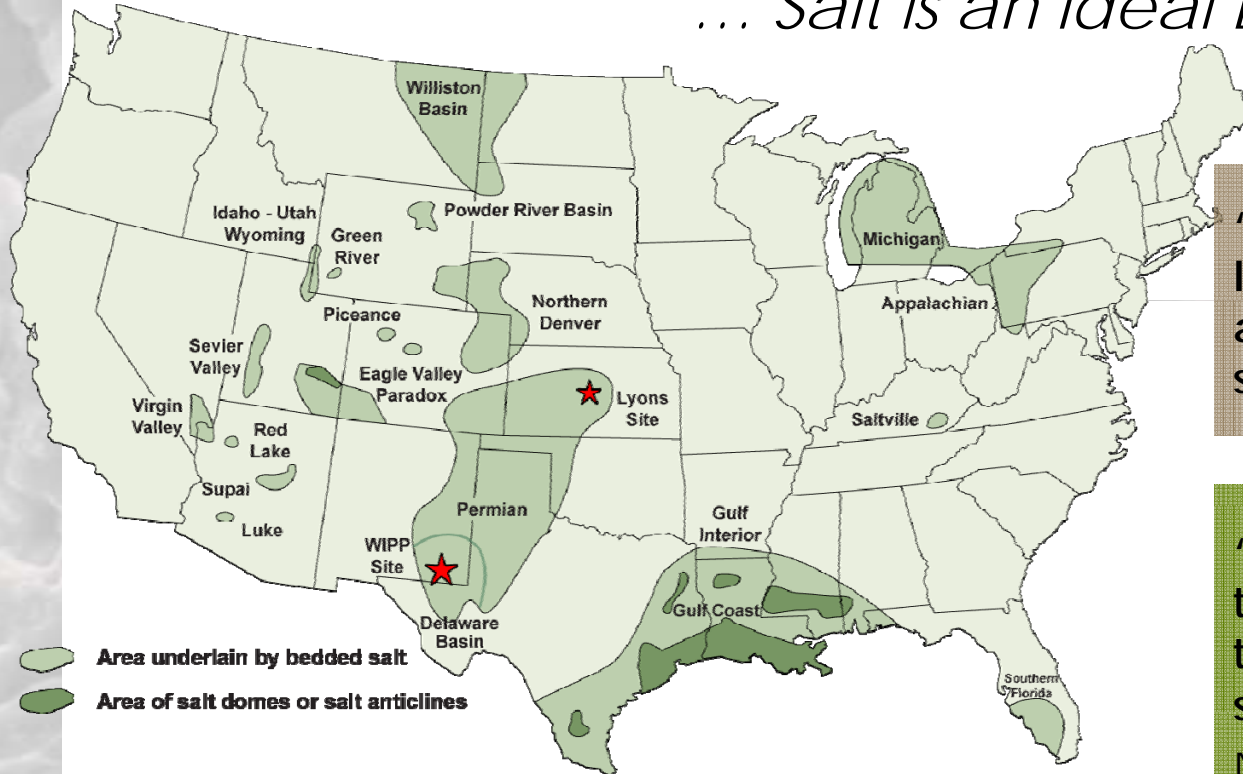 ... Salt is an ideal
Williston
Basin
Idaho - Utah
Wyoming
Powder River Basin
Green
River
Michigan
Northern
Denver
Appalachian
Piceance
Sevier
Valley
Eagle Valley
Paradox
Lyons
Site
Virgin
Valley
Red
Lake
Saltville
Supai
Luke
Permian
Gulf
Interior
WIPP
Site
Gulf Coast
Delaware
Basin
Area underlain by bedded salt
Area of salt domes or salt anticlines
Southern
Florida